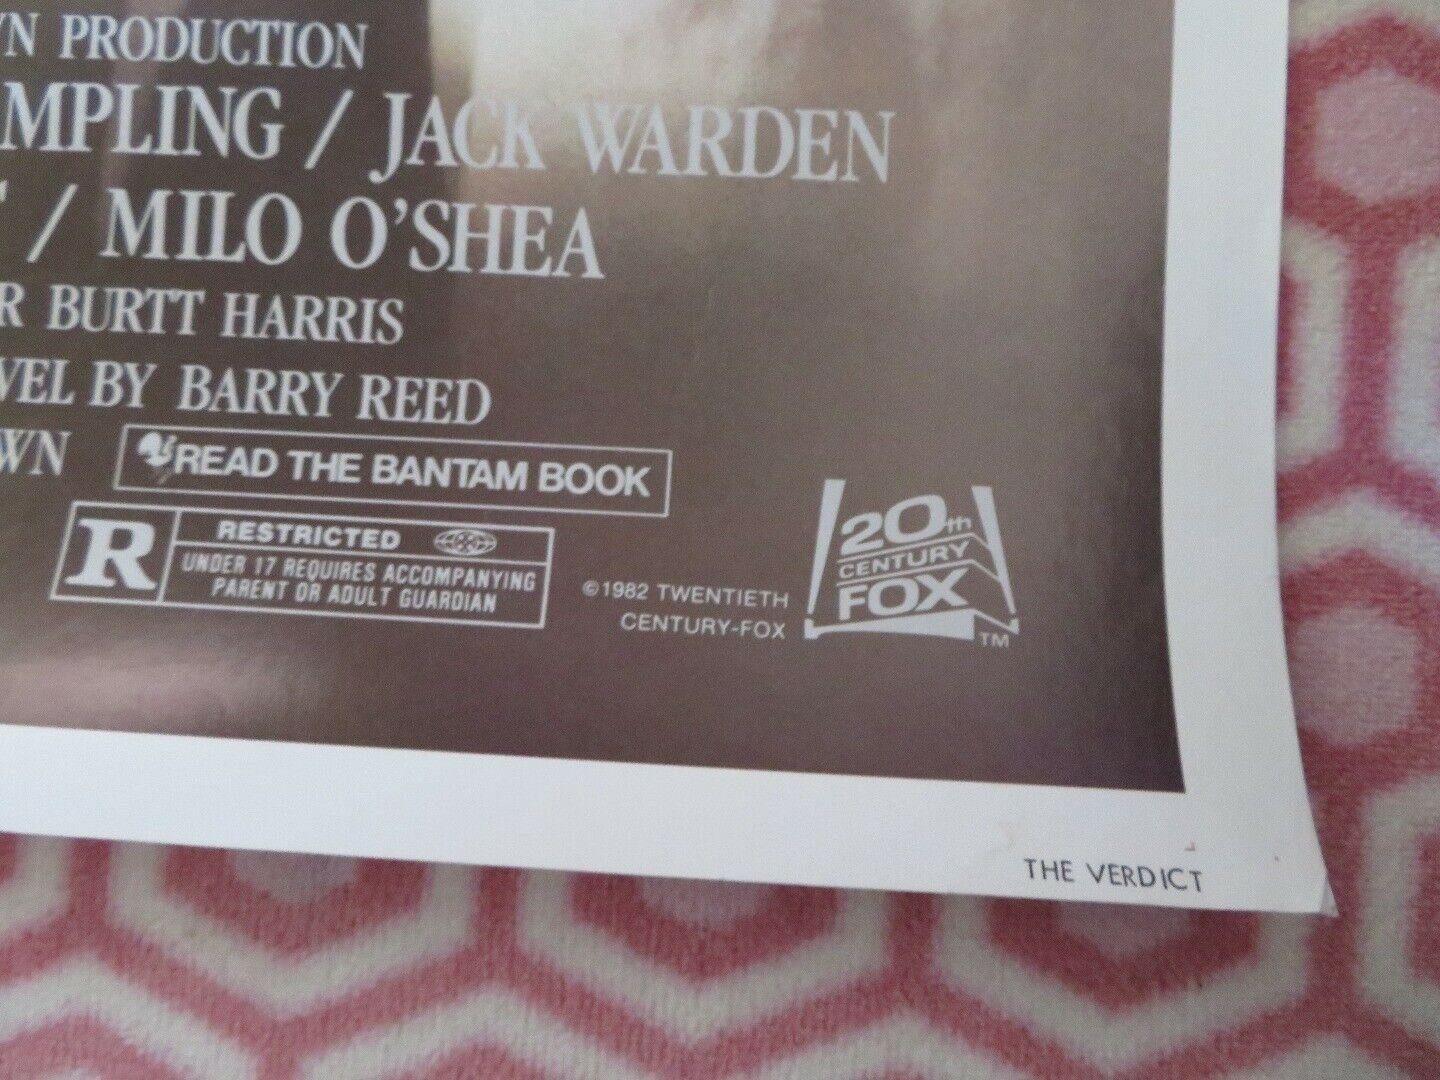 PRODUCTION
MPLING / JACK WARDEN
/ MILO O'SHEA
R BURTT HARRIS
VEL BY BARRY REED
WN
READ THE BANTAM BOOK
R
RESTRICTED
UNDER 17 REQUIRES ACCOMPANYING
PARENT OR ADULT GUARDIAN
©1982 TWENTIETH
CENTURY-FOX
20th
CENTURY
FOX
TM
THE VERDICT